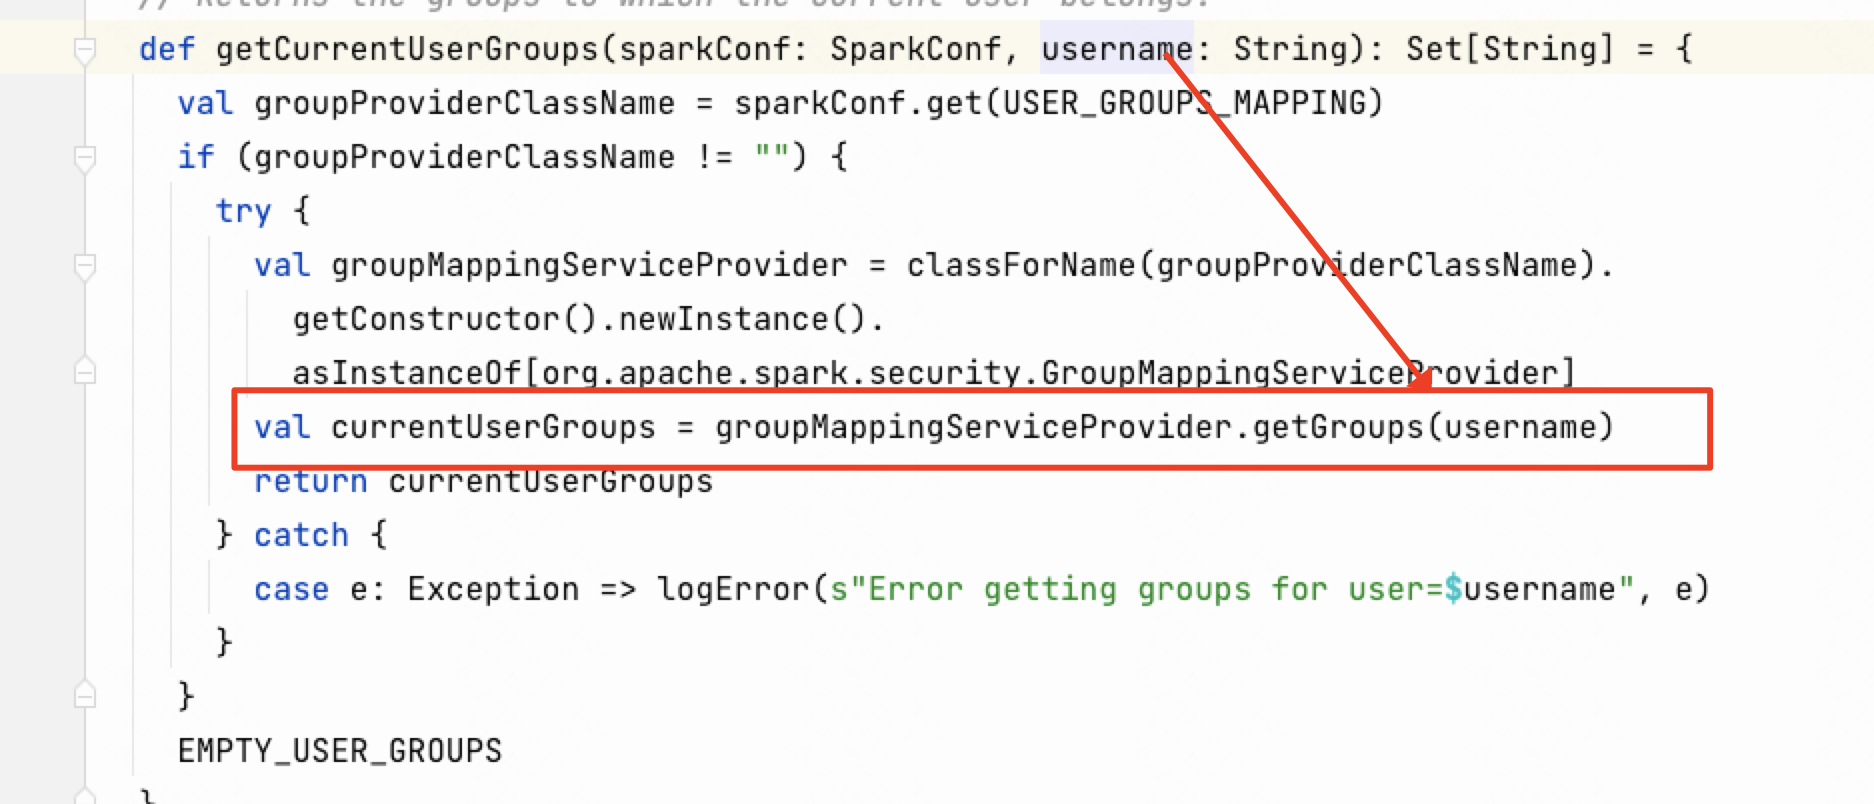 // Returns the groups to which the current user belongs.
def getCurrentUserGroups(sparkConf: SparkConf, username: String): Set[String] = {
val groupProviderClassName = sparkConf.get(USER_GROUPS_MAPPING)
if (groupProviderClassName != "") {
try {
val groupMappingServiceProvider = classForName(groupProviderClassName).
getConstructor().newInstance().
asInstanceOf[org.apache.spark.security.GroupMappingServiceProvider]
val currentUserGroups = groupMappingServiceProvider.getGroups(username)
return currentUserGroups
} catch {
case e: Exception => logError(s"Error getting groups for user=$username", e)
}
}
EMPTY_USER_GROUPS
}